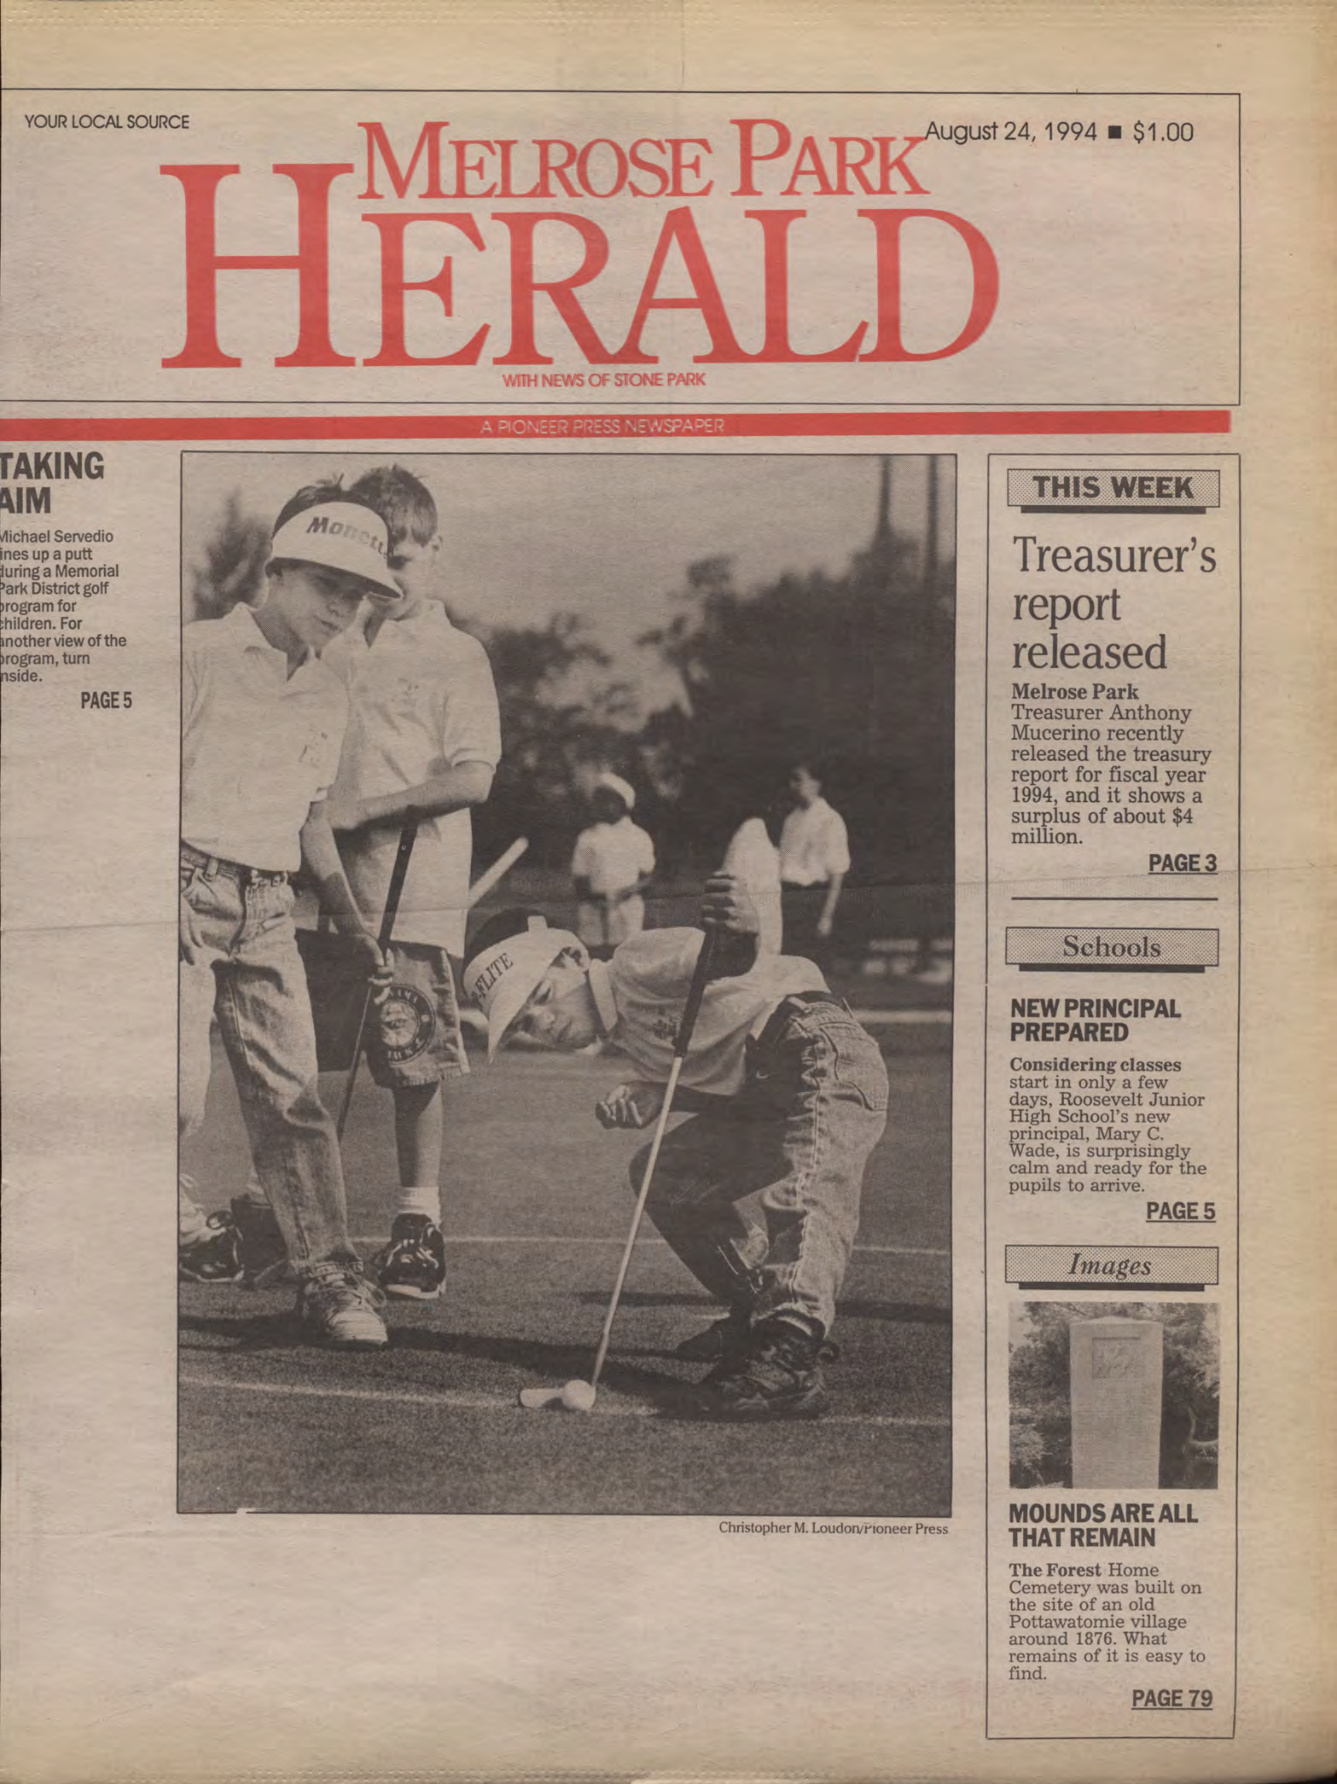 YOUR LOCAL SOURCE
August 24, 1994 ■ $1.00
MELROSE PARK
HERALD
WITH NEWS OF STONE PARK
A PIONEER PRESS NEWSPAPER
TAKING
AIM
Michael Servedio
lines up a putt
during a Memorial
Park District golf
program for
children. For
another view of the
program, turn
inside.
PAGE 5
-FLITE
Christopher M. Loudon/Pioneer Press
THIS WEEK
Treasurer's
report
released
Melrose Park
Treasurer Anthony
Mucerino recently
released the treasury
report for fiscal year
1994, and it shows a
surplus of about $4
million.
PAGE 3
Schools
NEW PRINCIPAL
PREPARED
Considering classes
start in only a few
days, Roosevelt Junior
High School's new
principal, Mary C.
Wade, is surprisingly
calm and ready for the
pupils to arrive.
PAGE 5
Images
MOUNDS ARE ALL
THAT REMAIN
The Forest Home
Cemetery was built on
the site of an old
Pottawatomie village
around 1876. What
remains of it is easy to
find.
PAGE 79